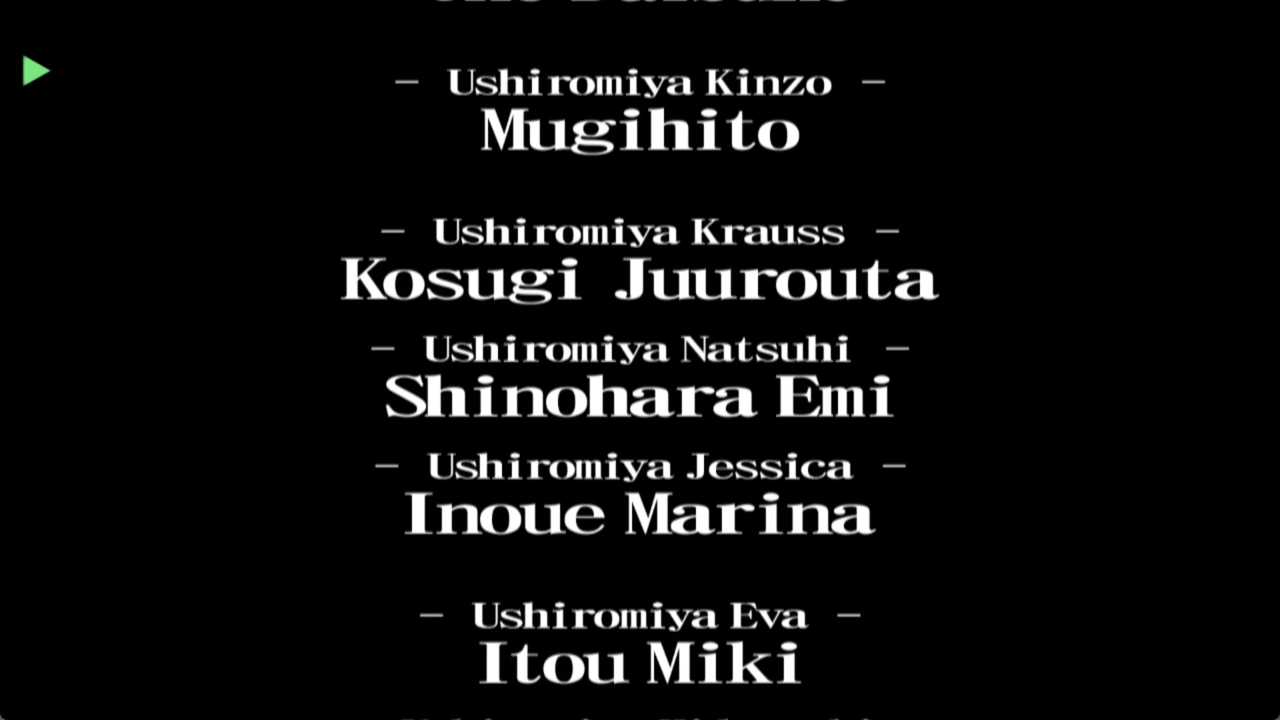 - Ushiromiya Kinzo -
Mugihito
- Ushiromiya Krauss -
Kosugi Juurouta
- Ushiromiya Natsuhi -
Shinohara Emi
- Ushiromiya Jessica -
Inoue Marina
- Ushiromiya Eva -
Itou Miki